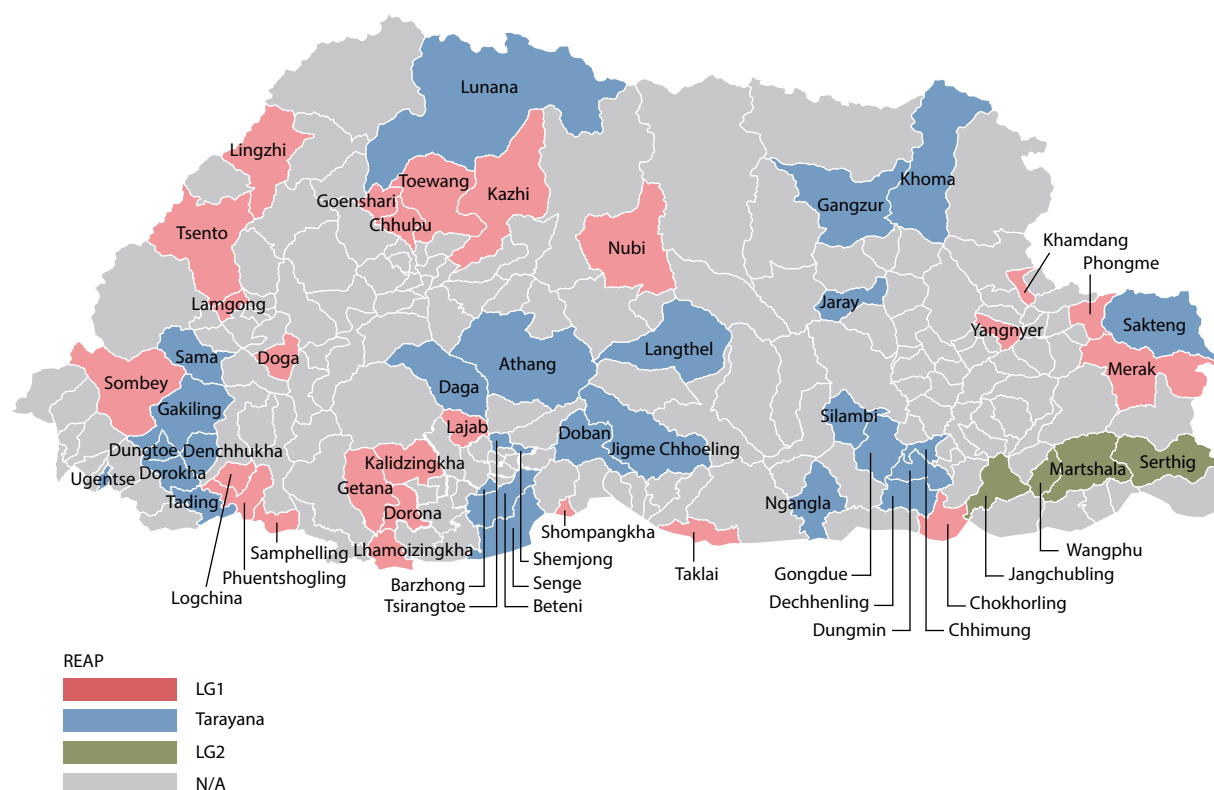 Lunana
Lingzhi
Toewang
Khoma
Kazhi
Goenshari
Gangzur
Chhubu
Tsento
Khamdang
Nubi
Phongme
Lamgong
Jaray
Sakteng
Yangnyer
Langthel
Sama
Doga
Athang
Merak
Sombey
Daga
Gakiling
Silambi
Lajab
Doban
Dungtoe
Denchhukha
Jigme Chhoeling
Kalidzingkha
Serthig
Martshala
Dorokha
Ugentse
Getana
Tading
Ngangla
Dorona
Shompangkha
Samphelling
Lhamoizingkha
Wangphu
Shemjong
Phuentshogling
Taklai
Gongdue
Jangchubling
Barzhong
Senge
Logchina
Dechhenling
Chokhorling
Tsirangtoe
Beteni
Dungmin
Chhimung
REAP
LG1
Tarayana
LG2
N/A